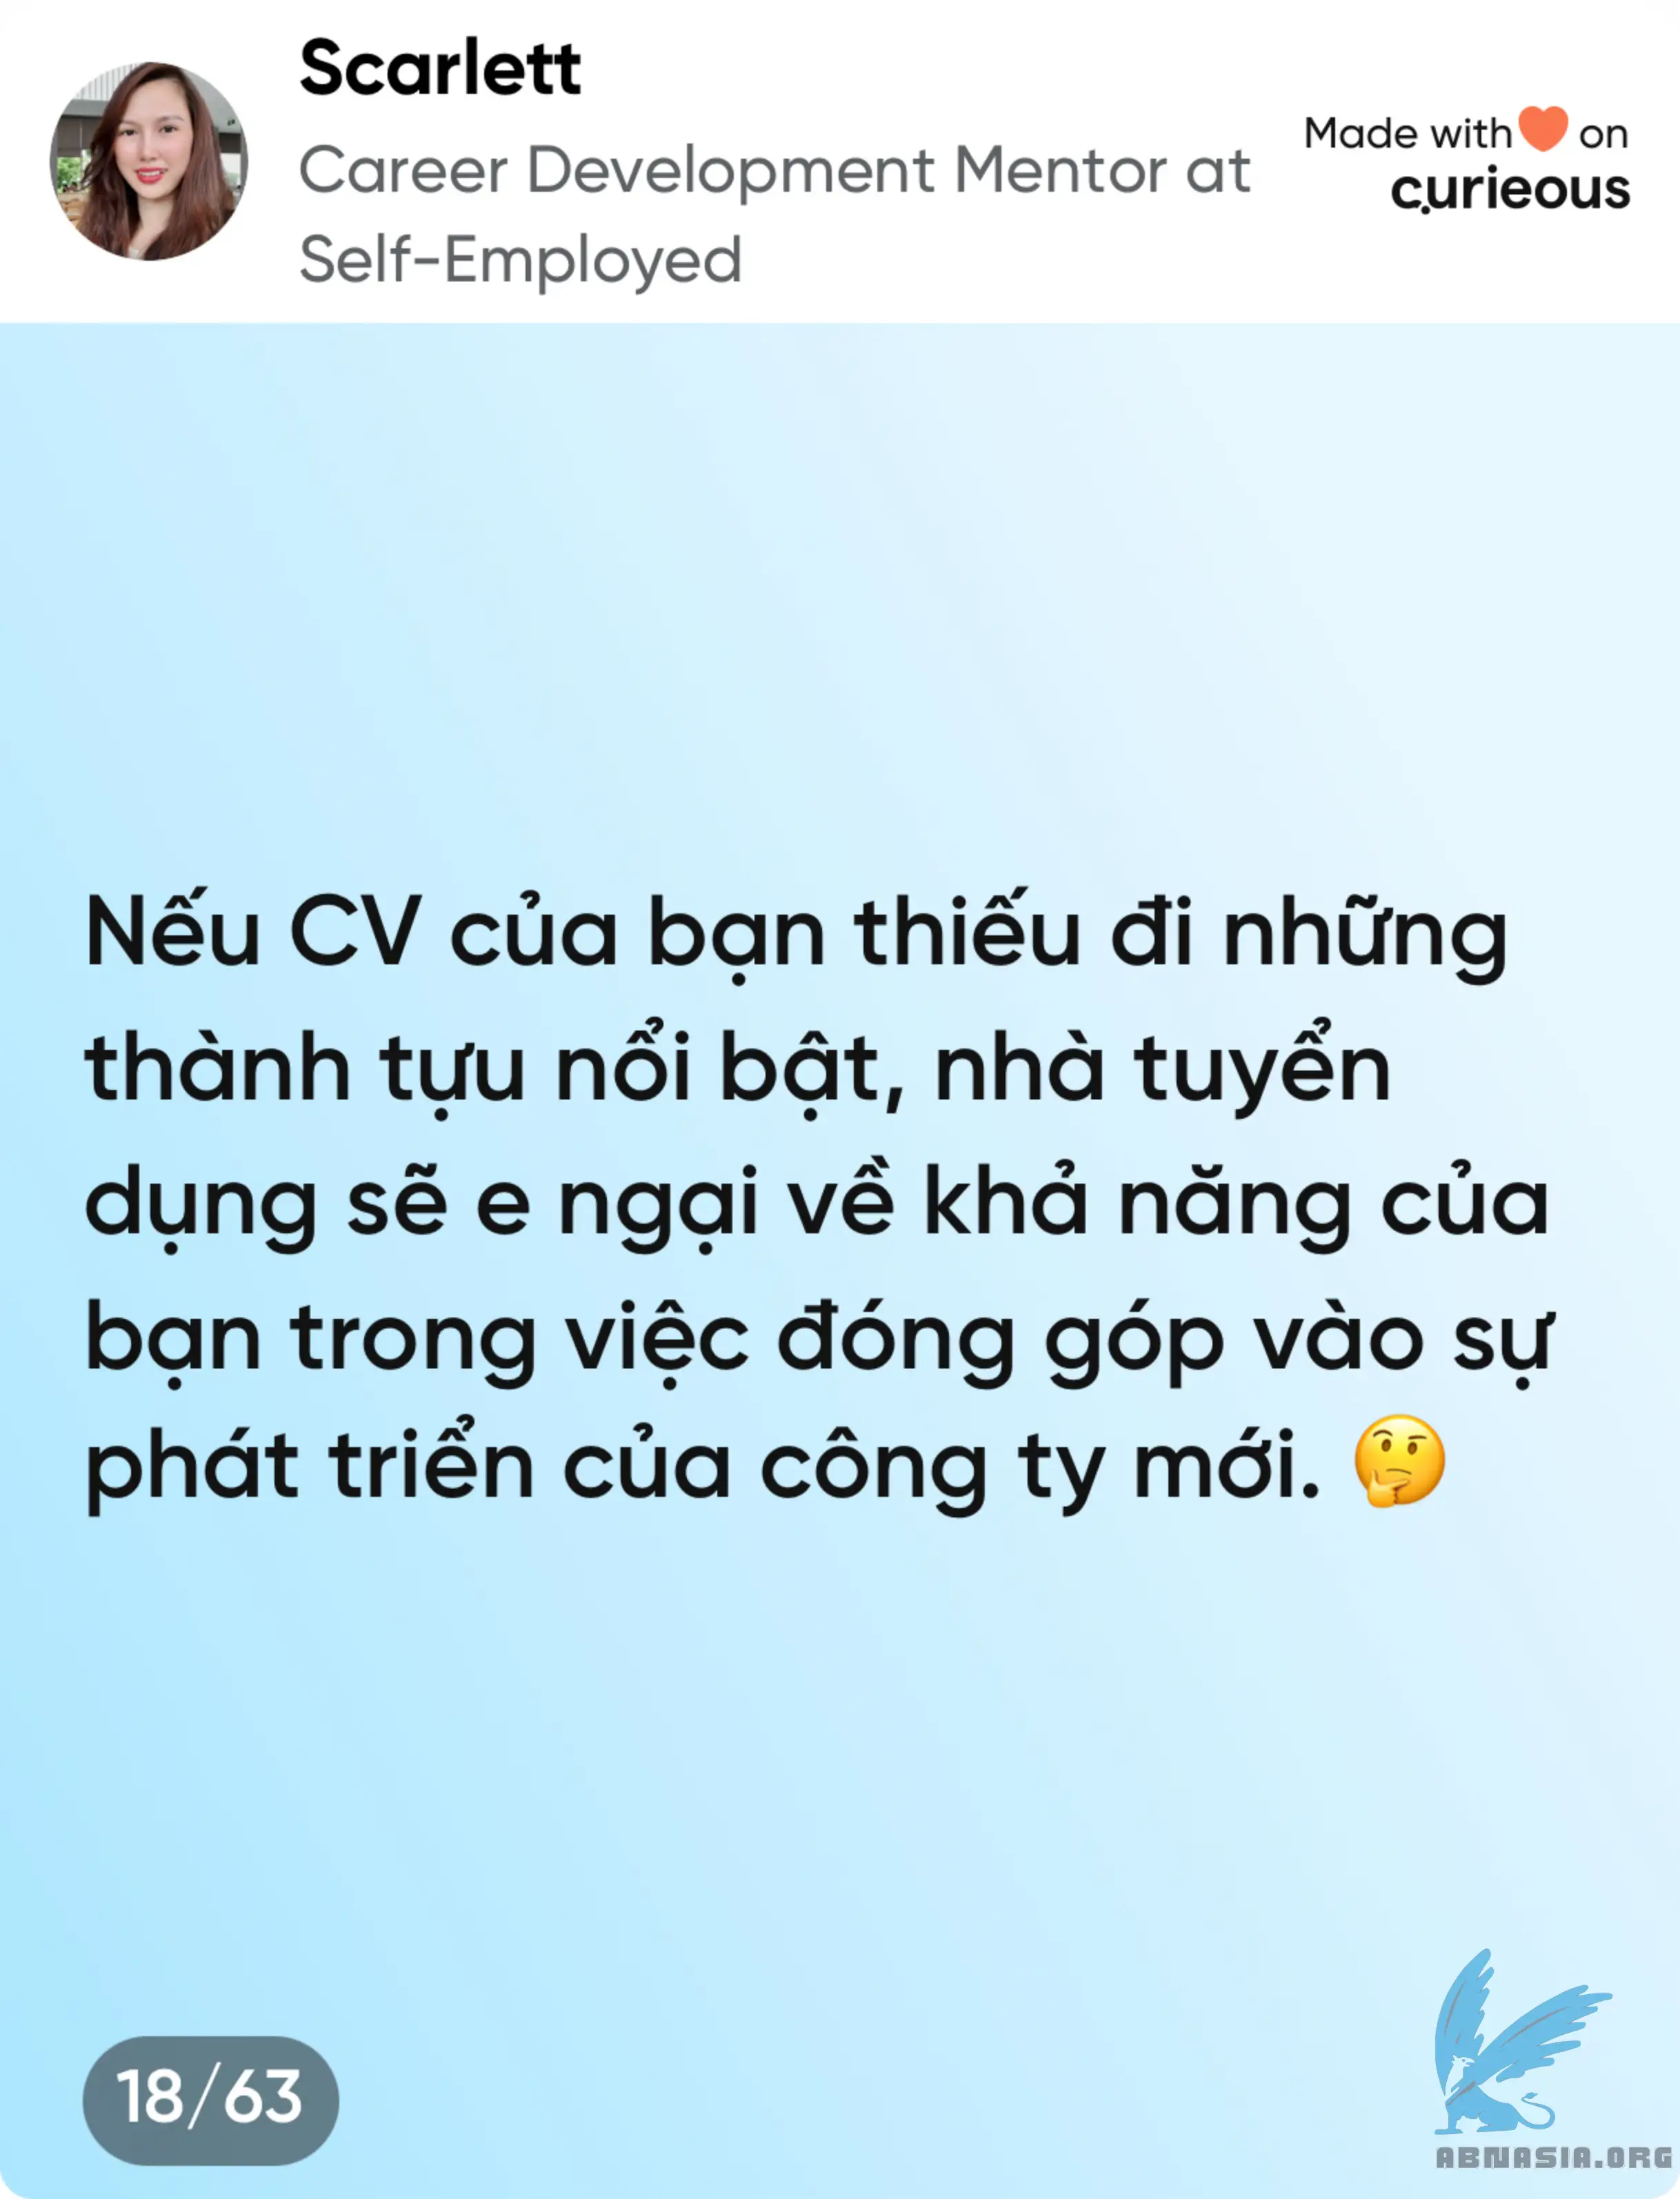 Scarlett
Career Development Mentor at
Self-Employed
Made with🧡on
curieous
Nếu CV của bạn thiếu đi những
thành tựu nổi bật, nhà tuyển
dụng sẽ e ngại về khả năng của
bạn trong việc đóng góp vào sự
phát triển của công ty mới. 🤔
18/63
ABNASIA.ORG